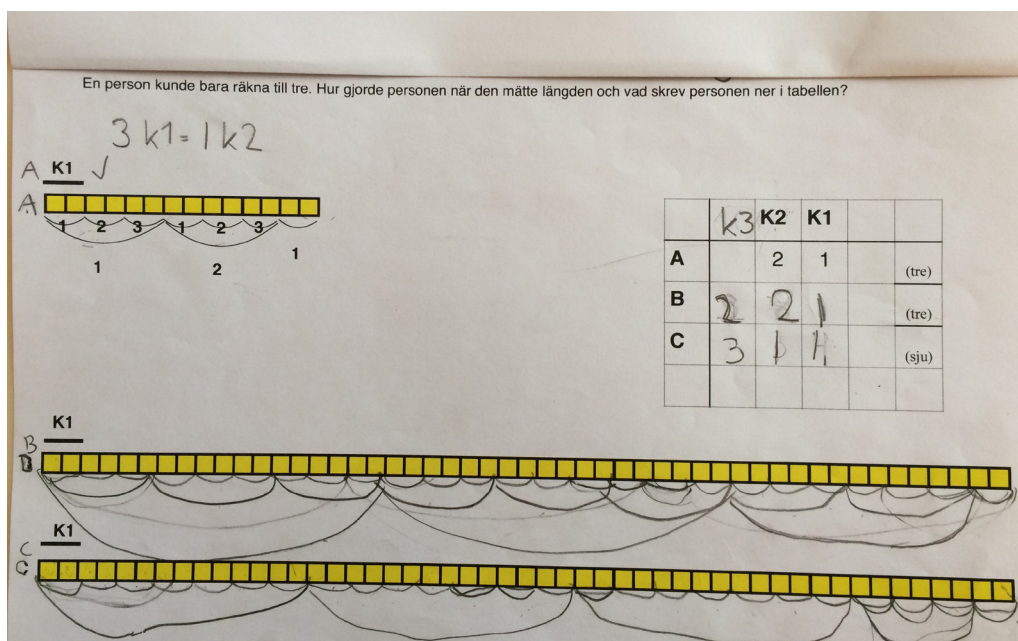 En person kunde bara räkna till tre. Hur gjorde personen när den mätte längden och vad skrev personen ner i tabellen?
3 k1 = 1 k2
A K1 ✓
A
1 2 3 1 2 3
1 2 1
k3 K2 K1
A 2 1 (tre)
B 2 2 1 (tre)
C 3 1 1 (sju)
K1
B
B
K1
C
C